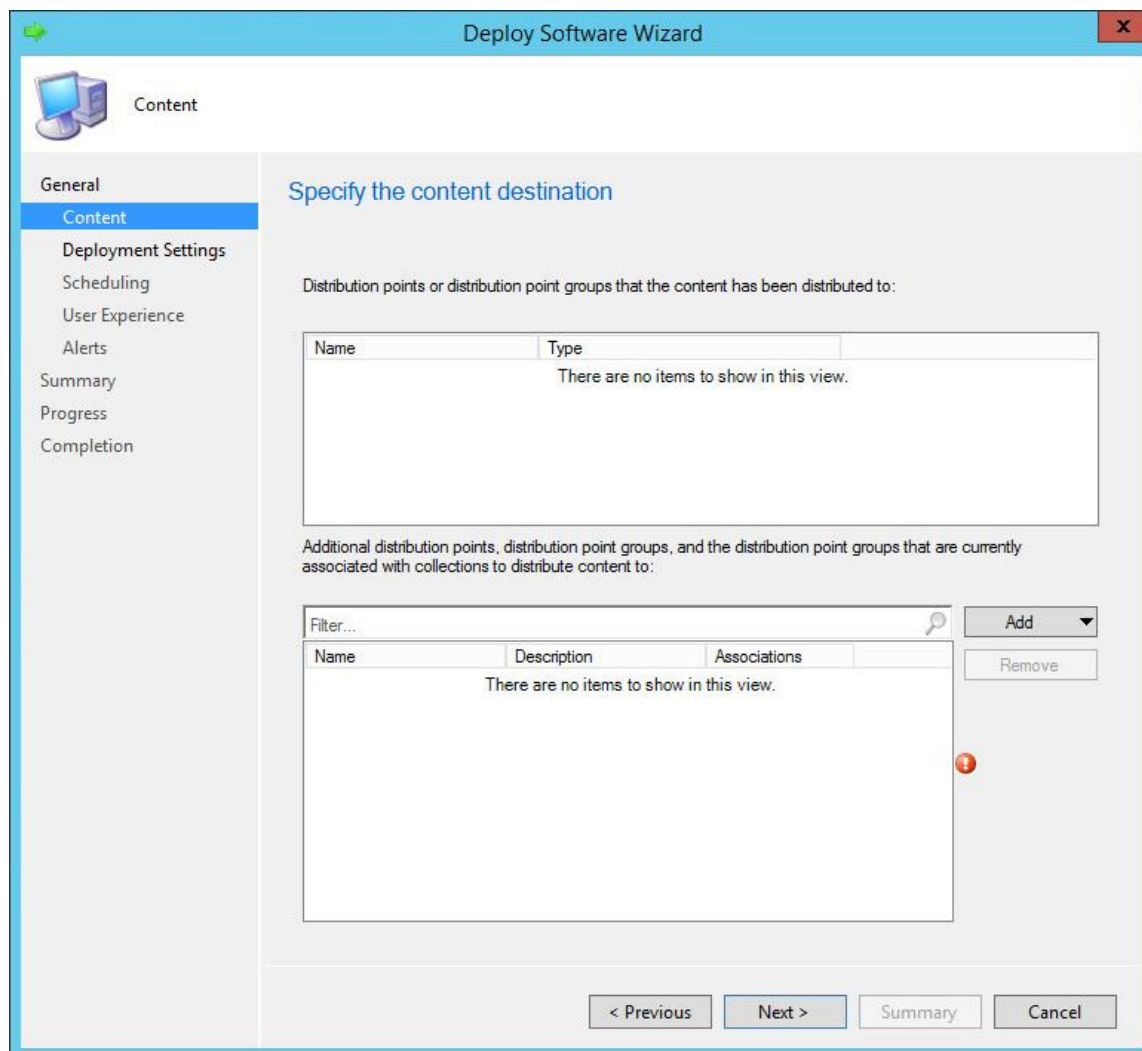 Deploy Software Wizard
x
Content
General
Content
Deployment Settings
Scheduling
User Experience
Alerts
Summary
Progress
Completion
Specify the content destination
Distribution points or distribution point groups that the content has been distributed to:
Name Type
There are no items to show in this view.
Additional distribution points, distribution point groups, and the distribution point groups that are currently
associated with collections to distribute content to:
Filter...
Add
Remove
Name Description Associations
There are no items to show in this view.
< Previous Next > Summary Cancel